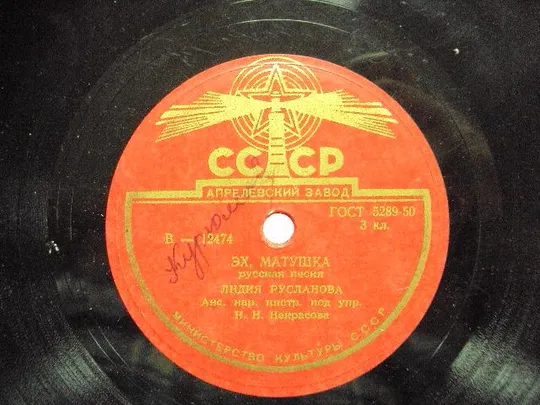 СССР
АПРЕЛЕВСКИЙ ЗАВОД
ГОСТ 5289-50
3 кл.
В — 12474
ЭХ, МАТУШКА
русская песня
ЛИДИЯ РУСЛАНОВА
Анс. нар. инстр. под упр.
Н. Н. Некрасова
МИНИСТЕРСТВО КУЛЬТУРЫ СССР